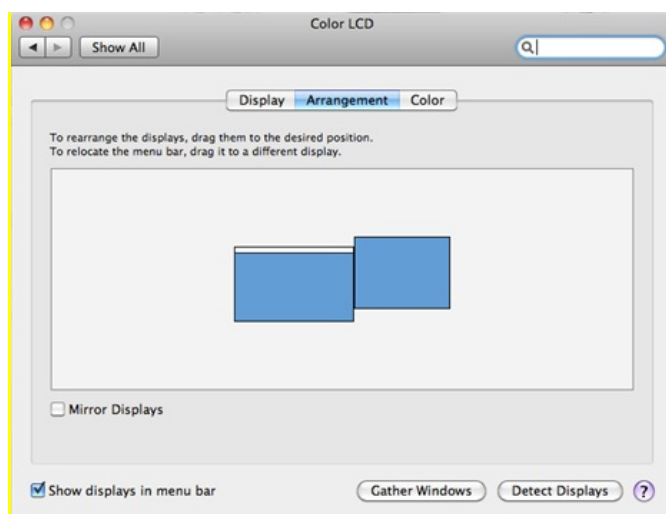 Color LCD
Show All
Display Arrangement Color
To rearrange the displays, drag them to the desired position.
To relocate the menu bar, drag it to a different display.
Mirror Displays
Show displays in menu bar Gather Windows Detect Displays ?